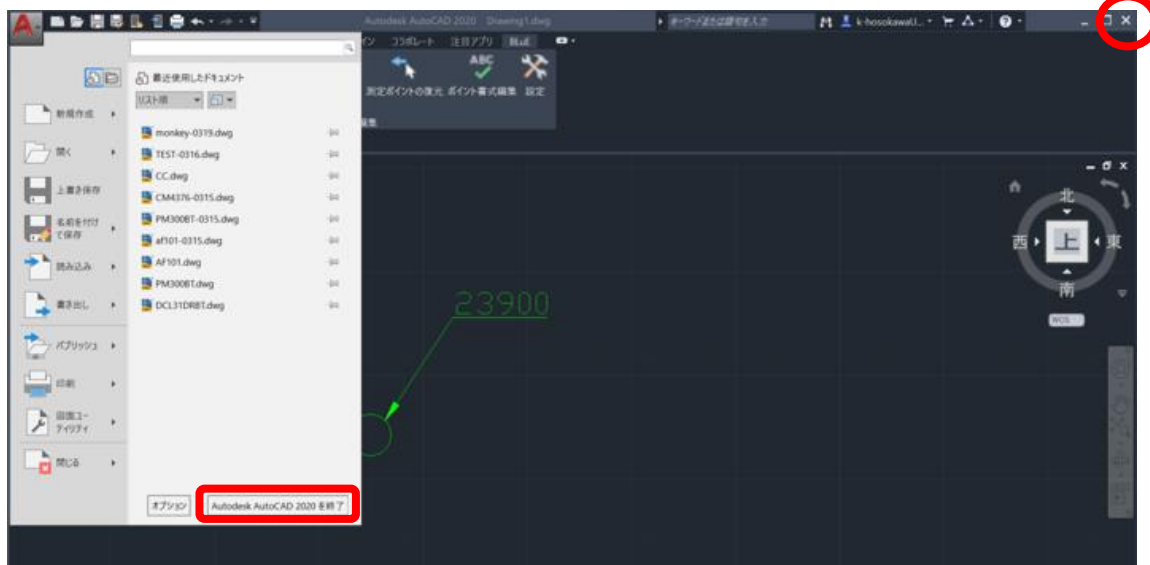 Autodesk AutoCAD 2020 Drawing1.dwg
キーワードまたは語句を入力
k-hosokawaU...
コラボレート 注目アプリ BLUE
ABC
測定ポイントの復元 ポイント書式編集 設定
編集
最近使用したドキュメント
リスト順
新規作成
開く
上書き保存
名前を付け
て保存
読み込み
書き出し
パブリッシュ
印刷
図面ユー
ティリティ
閉じる
monkey-0319.dwg
TEST-0316.dwg
CC.dwg
CM4376-0315.dwg
PM300BT-0315.dwg
af101-0315.dwg
AF101.dwg
PM300BT.dwg
DCL31DRBT.dwg
オプション
Autodesk AutoCAD 2020 を終了
23900
北
西 上 東
南
WCS